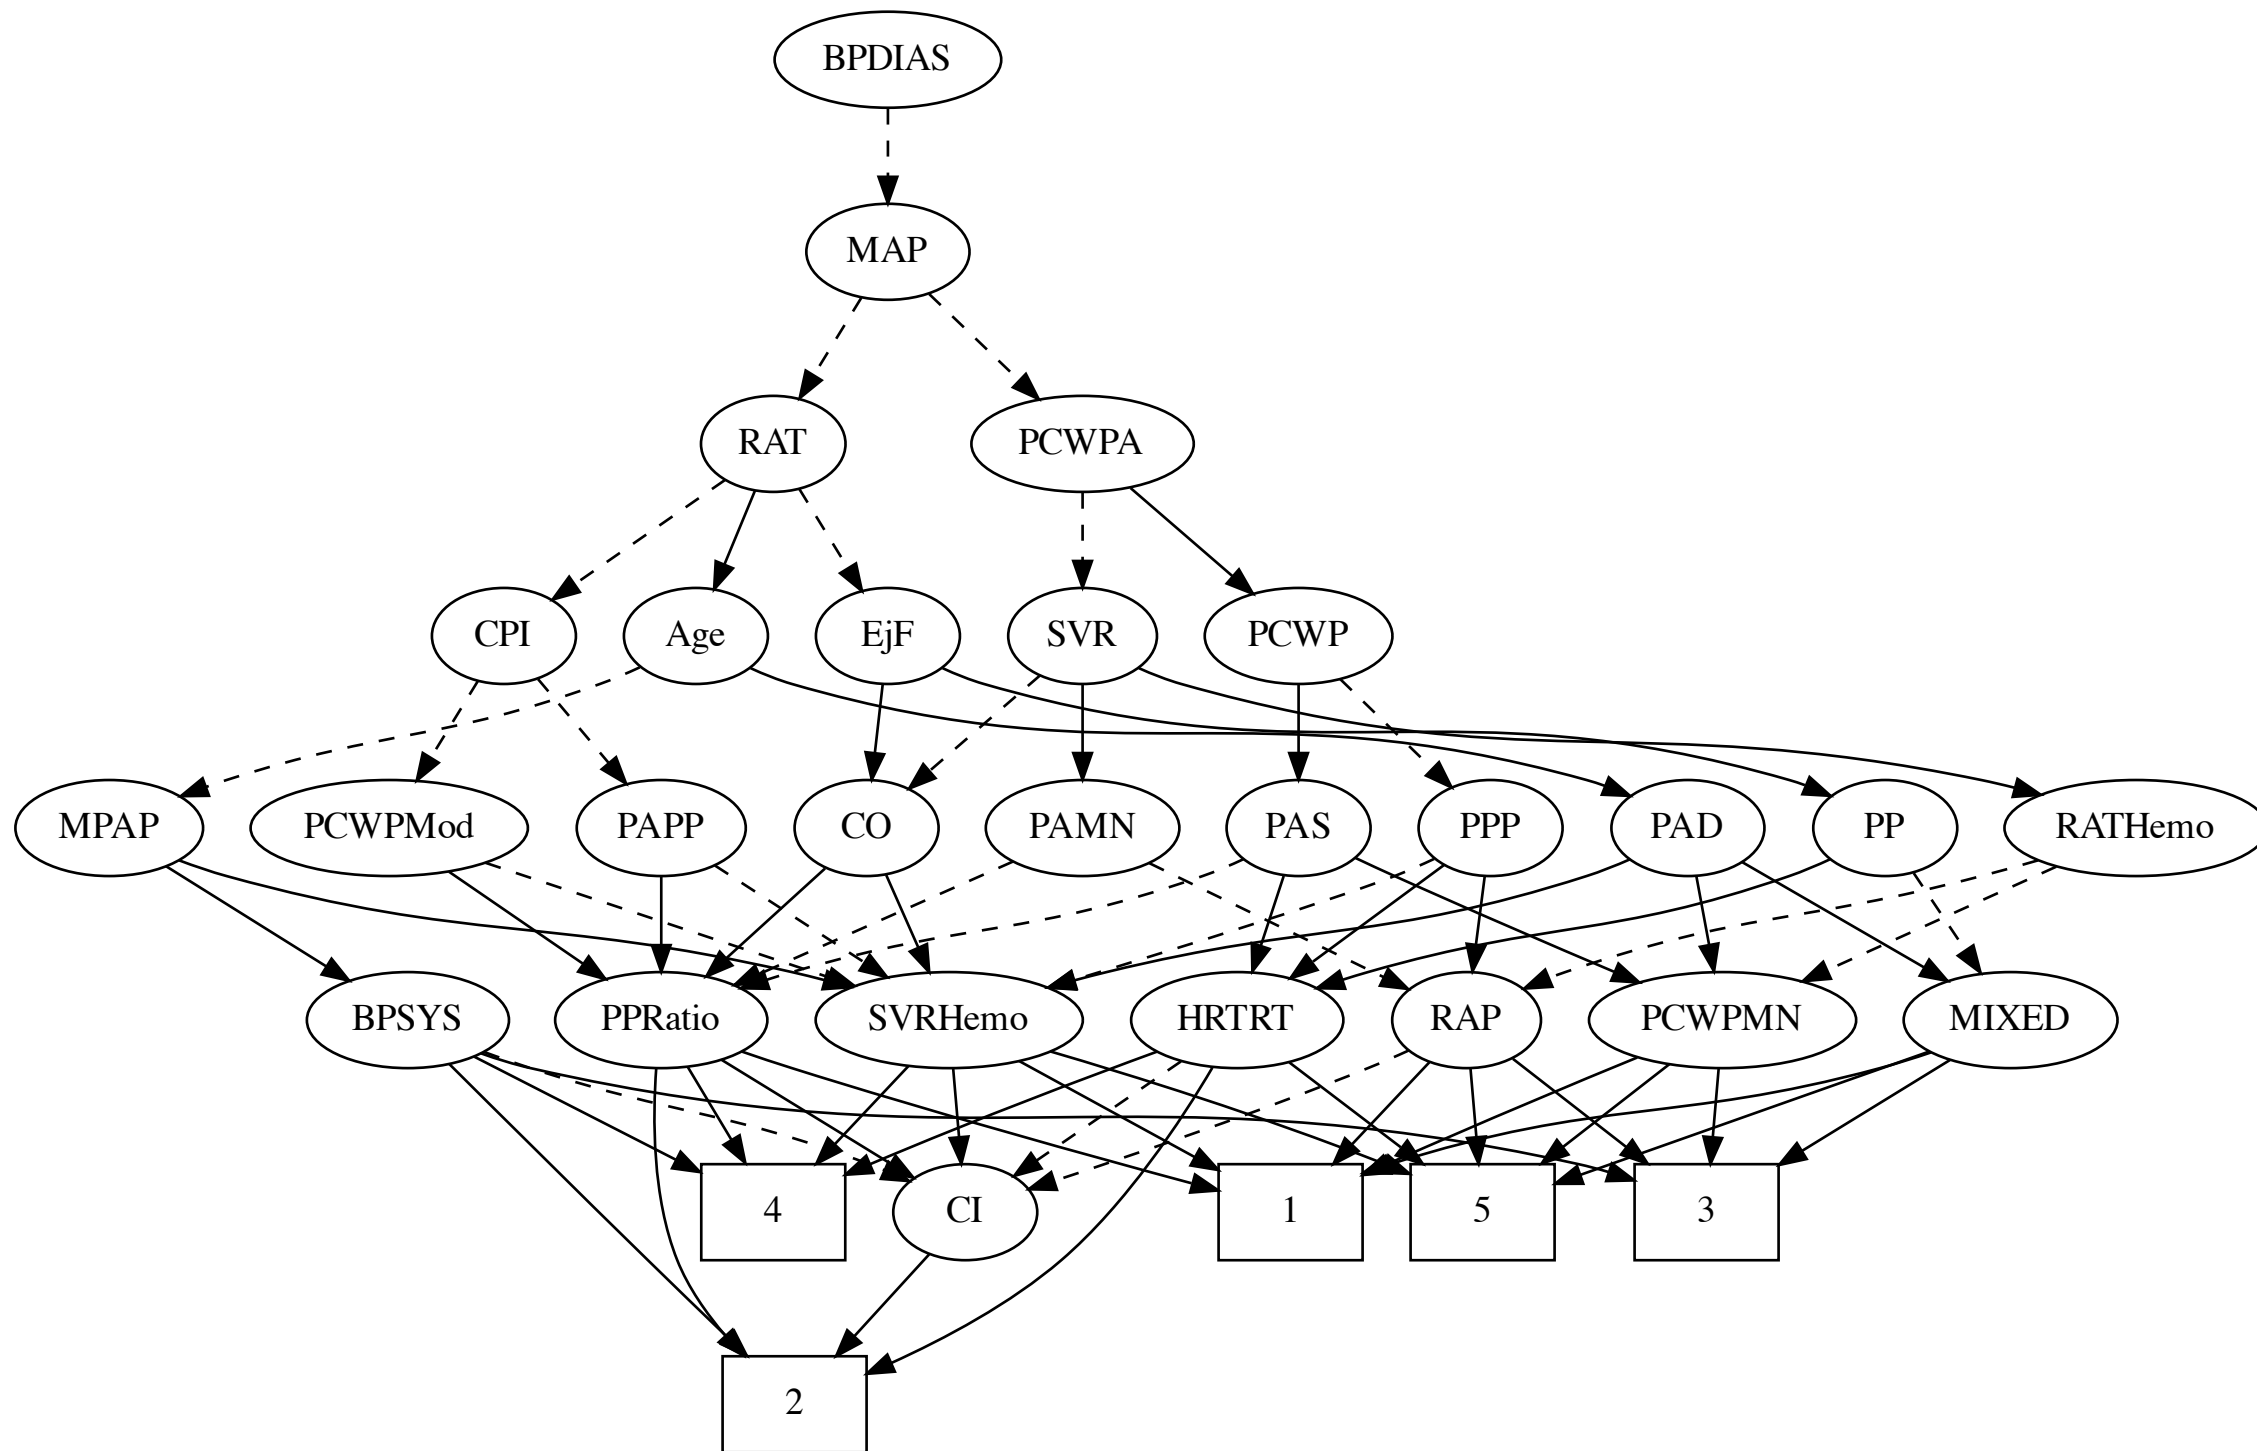 BPDIAS
MAP
RAT
PCWPA
CPI
Age
EjF
SVR
PCWP
MPAP
PCWPMod
PAPP
CO
PAMN
PAS
PPP
PAD
PP
RATHemo
BPSYS
PPRatio
SVRHemo
HRTRT
RAP
PCWPMN
MIXED
4
CI
1
5
3
2